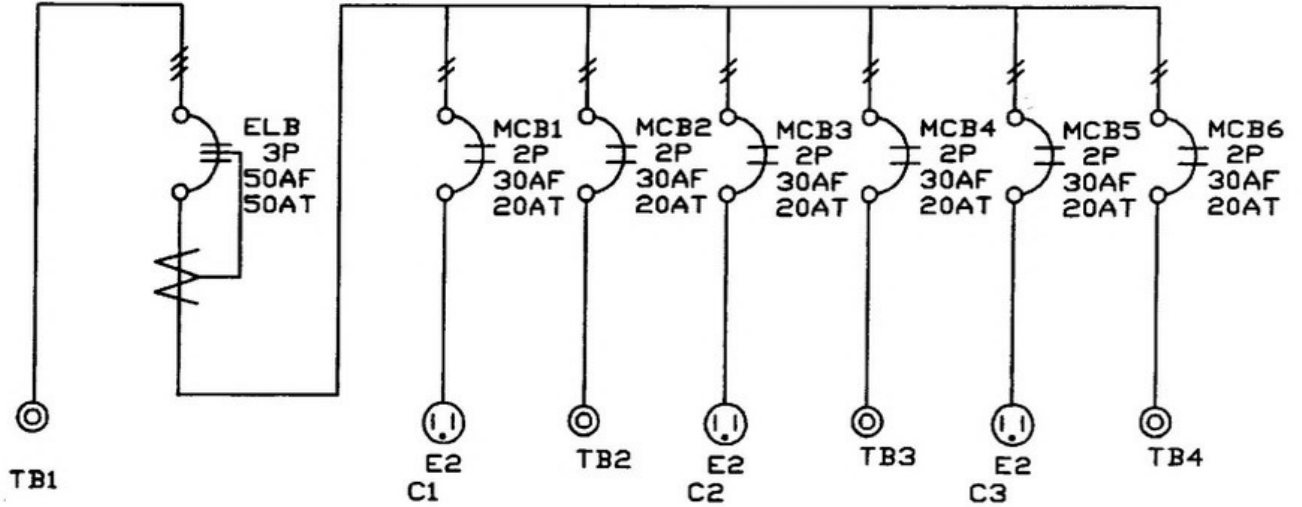 ELB
3P
50AF
50AT
MCB1
2P
30AF
20AT
MCB2
2P
30AF
20AT
MCB3
2P
30AF
20AT
MCB4
2P
30AF
20AT
MCB5
2P
30AF
20AT
MCB6
2P
30AF
20AT
TB1
E2
C1
TB2
E2
C2
TB3
E2
C3
TB4